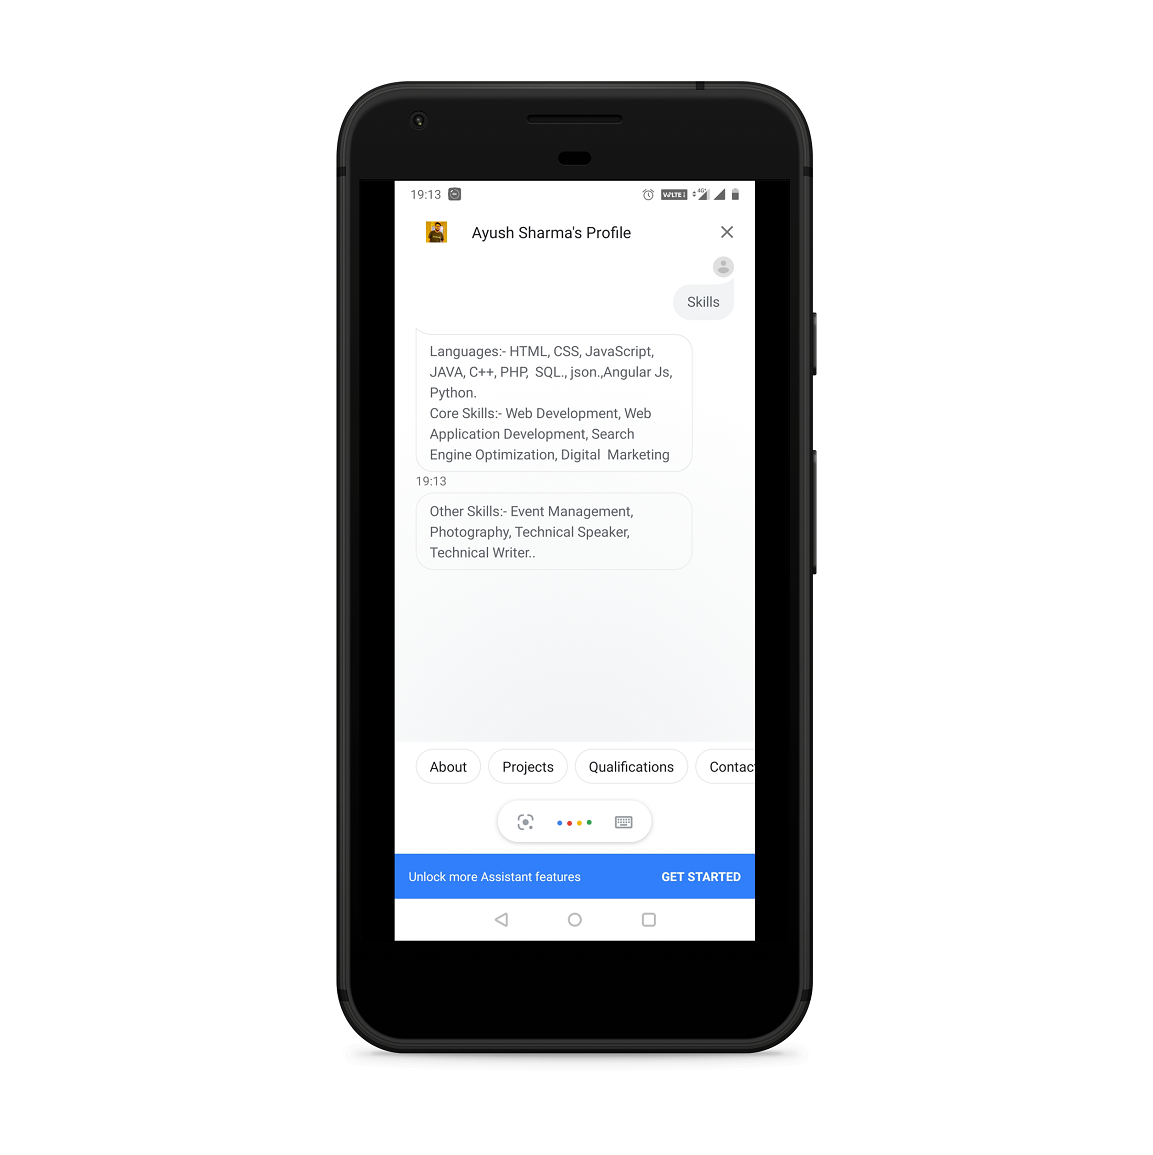 19:13
VoLTE 4G+
Ayush Sharma's Profile
Skills
Languages:- HTML, CSS, JavaScript,
JAVA, C++, PHP,  SQL., json.,Angular Js,
Python.
Core Skills:- Web Development, Web
Application Development, Search
Engine Optimization, Digital  Marketing
19:13
Other Skills:- Event Management,
Photography, Technical Speaker,
Technical Writer..
About Projects Qualifications Contac
Unlock more Assistant features GET STARTED